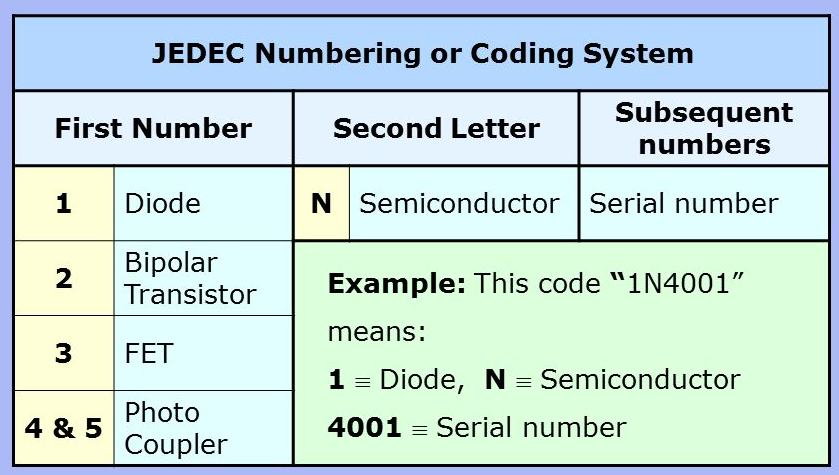 JEDEC Numbering or Coding System
First Number
Second Letter
Subsequent
numbers
1
Diode
N
Semiconductor
Serial number
2
Bipolar
Transistor
3
FET
4 & 5
Photo
Coupler
Example: This code “1N4001”
means:
1 ≡ Diode, N ≡ Semiconductor
4001 ≡ Serial number